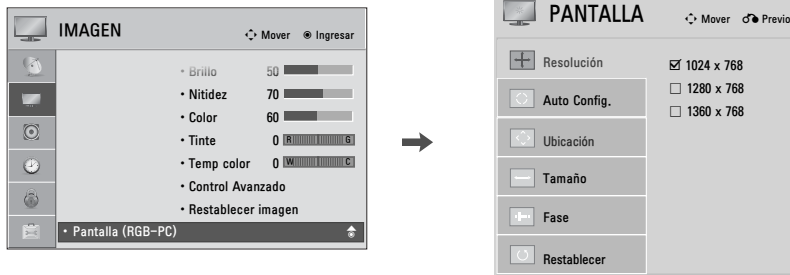 IMAGEN
Mover Ingresar
• Brillo 50
• Nitidez 70
• Color 60
• Tinte 0 R G
• Temp color 0 W C
• Control Avanzado
• Restablecer imagen
• Pantalla (RGB-PC)
PANTALLA
Mover Previo
Resolución
Auto Config.
Ubicación
Tamaño
Fase
Restablecer
1024 x 768
1280 x 768
1360 x 768